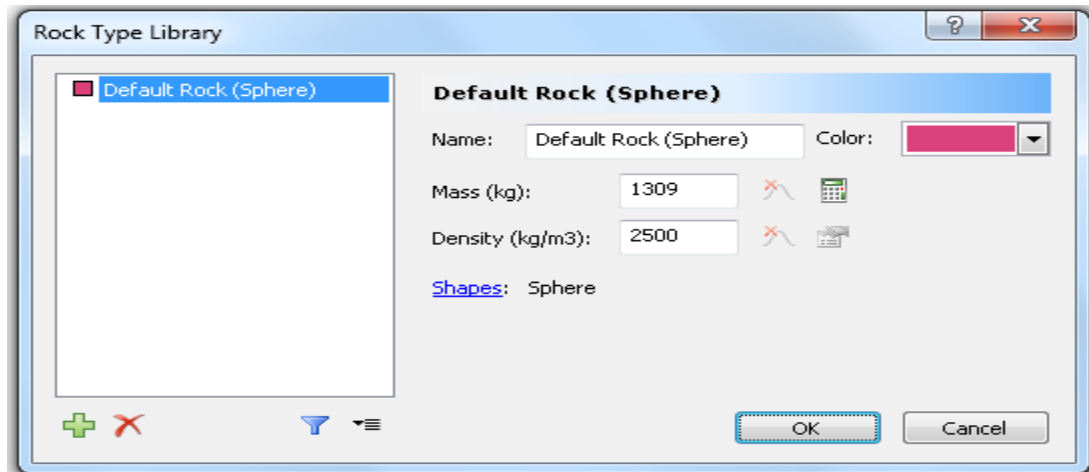 Rock Type Library
Default Rock (Sphere)
Default Rock (Sphere)
Name: Default Rock (Sphere) Color:
Mass (kg): 1309
Density (kg/m3): 2500
Shapes: Sphere
OK Cancel